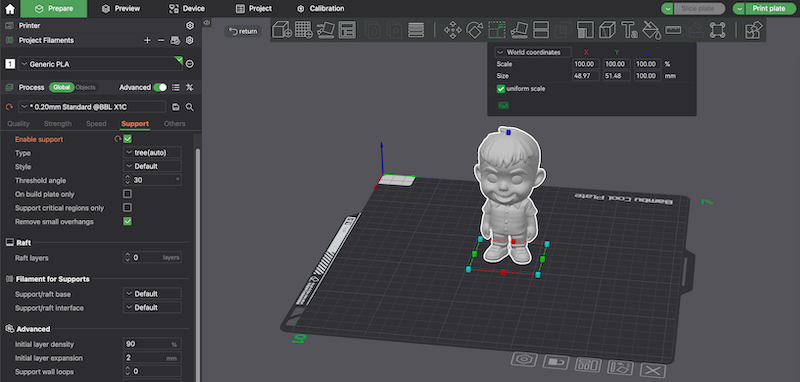 Prepare Preview Device Project Calibration Slice plate Print plate
Printer
return
Project Filaments
World coordinates X Y Z
1 Generic PLA
Scale 100.00 100.00 100.00 %
Size 48.97 51.48 100.00 mm
Process Global Objects Advanced
uniform scale
* 0.20mm Standard @BBL X1C
Quality Strength Speed Support Others
Enable support
Type tree(auto)
Style Default
Threshold angle 30 °
On build plate only
Support critical regions only
Remove small overhangs
Bambu Cool Plate
Raft
Raft layers 0 layers
Filament for Supports
Support/raft base Default
Support/raft interface Default
Advanced
Initial layer density 90 %
Initial layer expansion 2 mm
Support wall loops 0